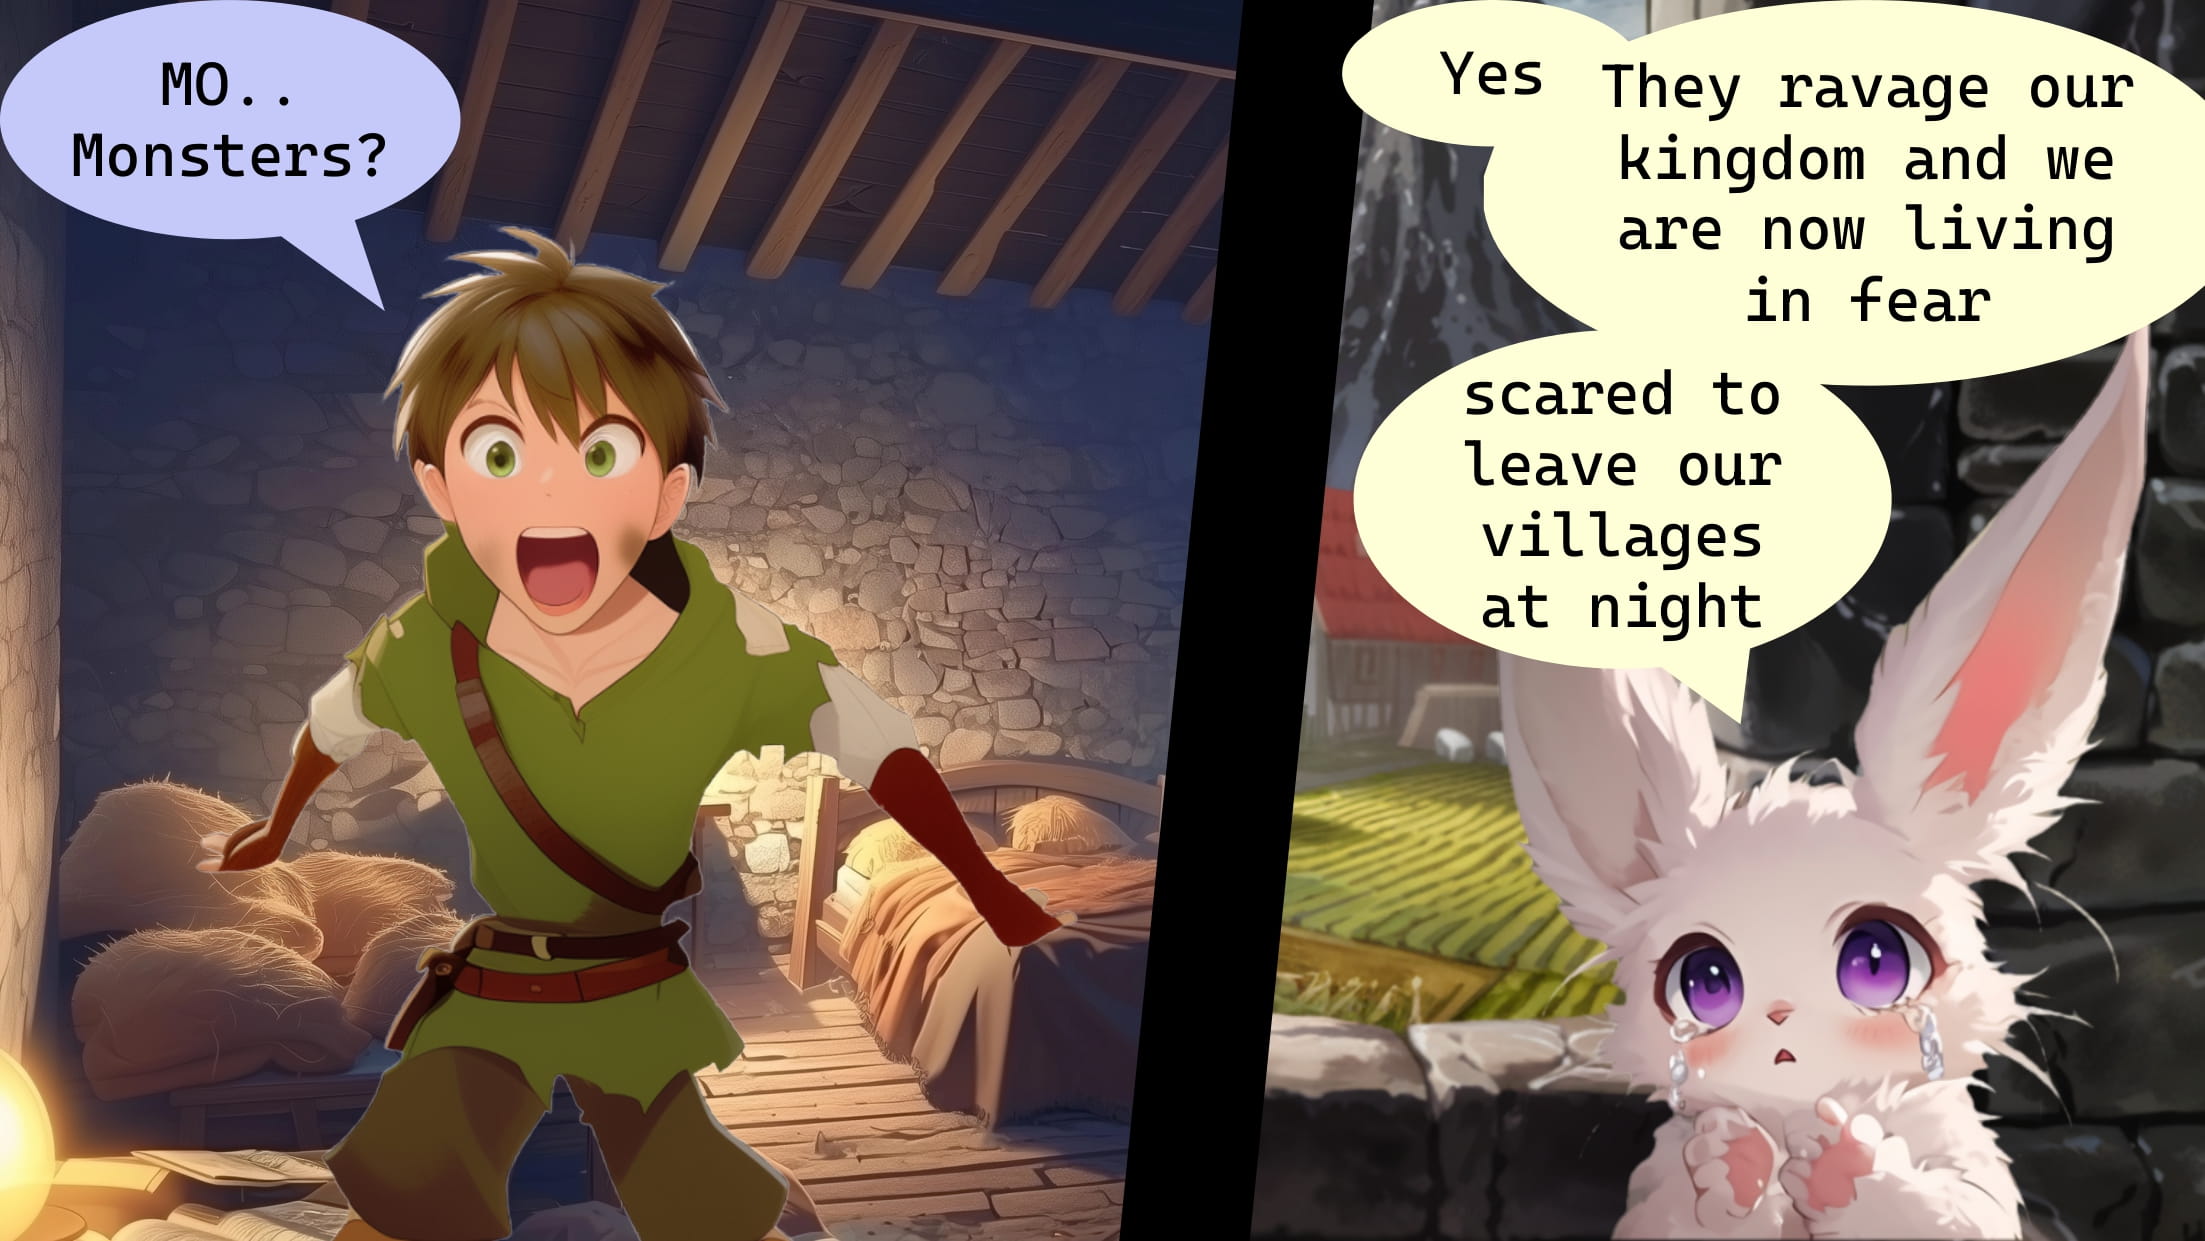 MO..
Monsters?
Yes
They ravage our
kingdom and we
are now living
in fear
scared to
leave our
villages
at night